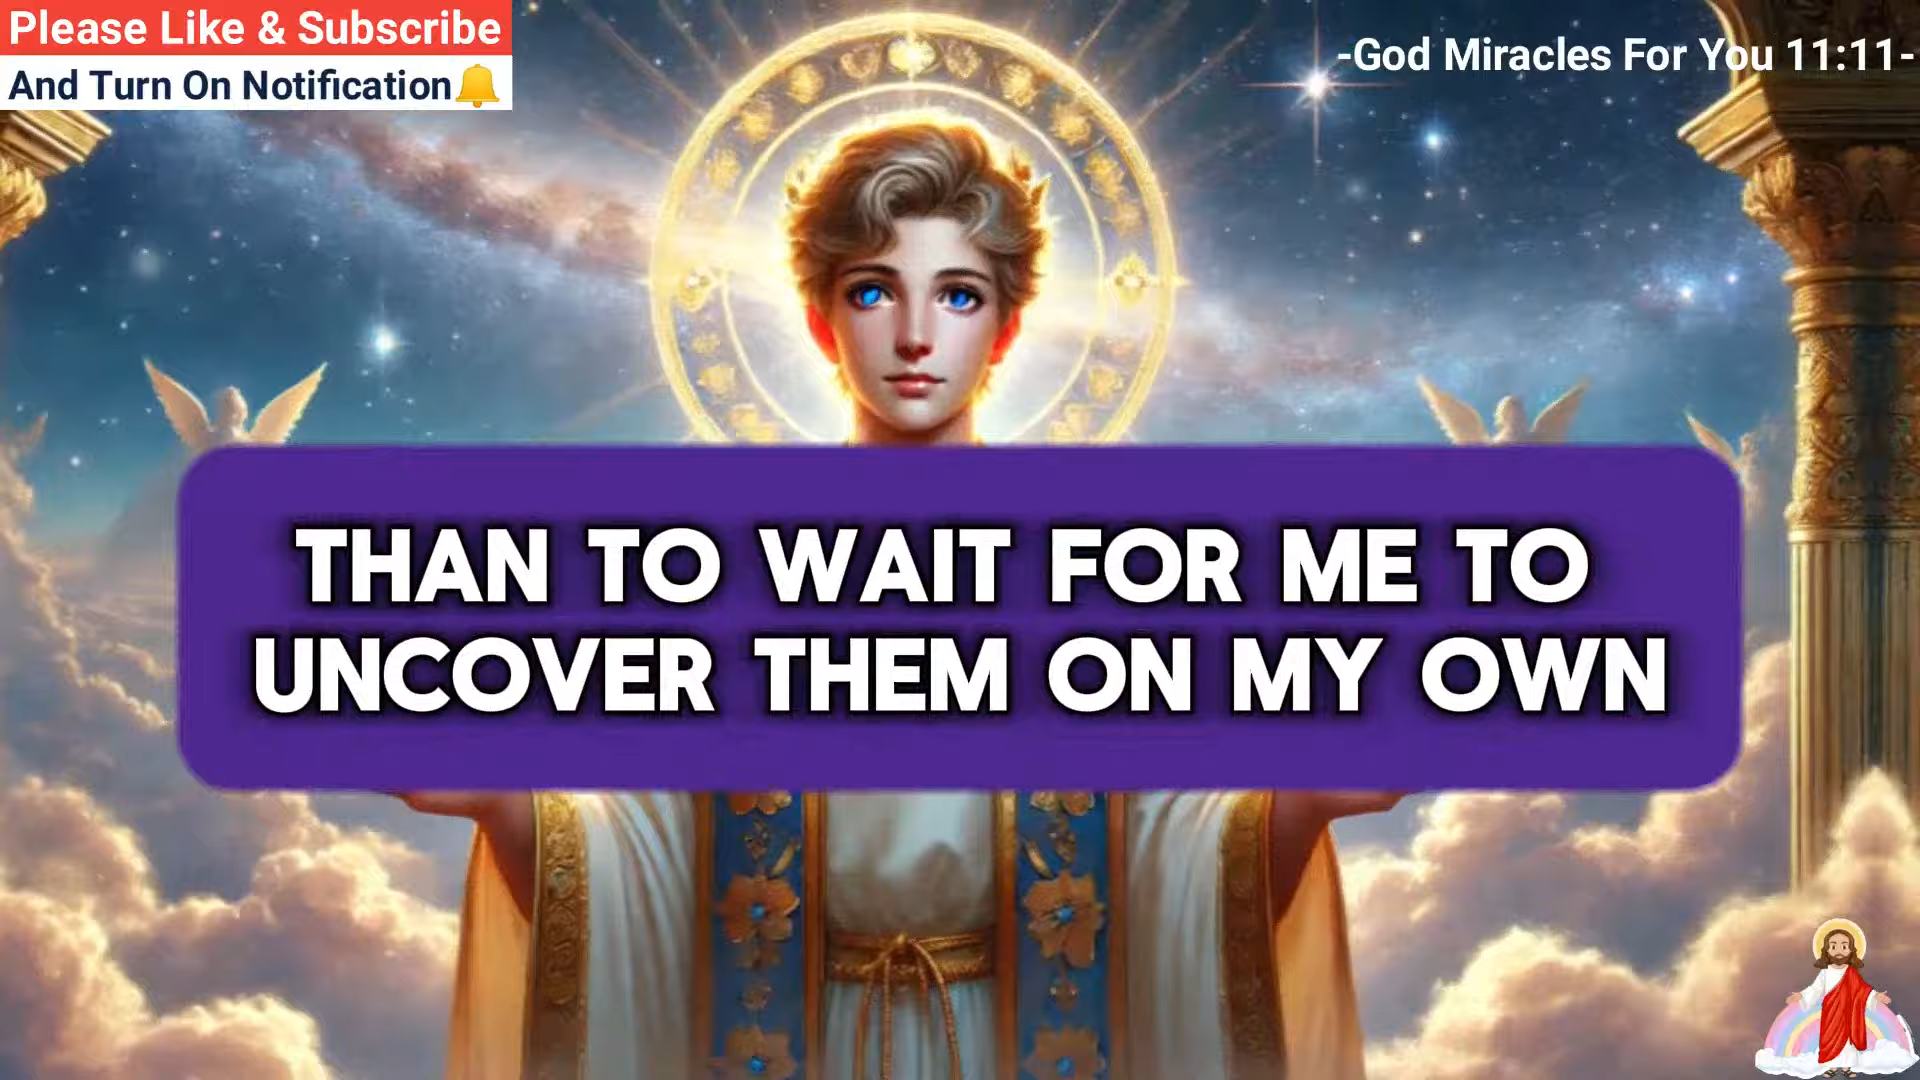 Please Like & Subscribe
And Turn On Notification🔔
-God Miracles For You 11:11-
THAN TO WAIT FOR ME TO
UNCOVER THEM ON MY OWN